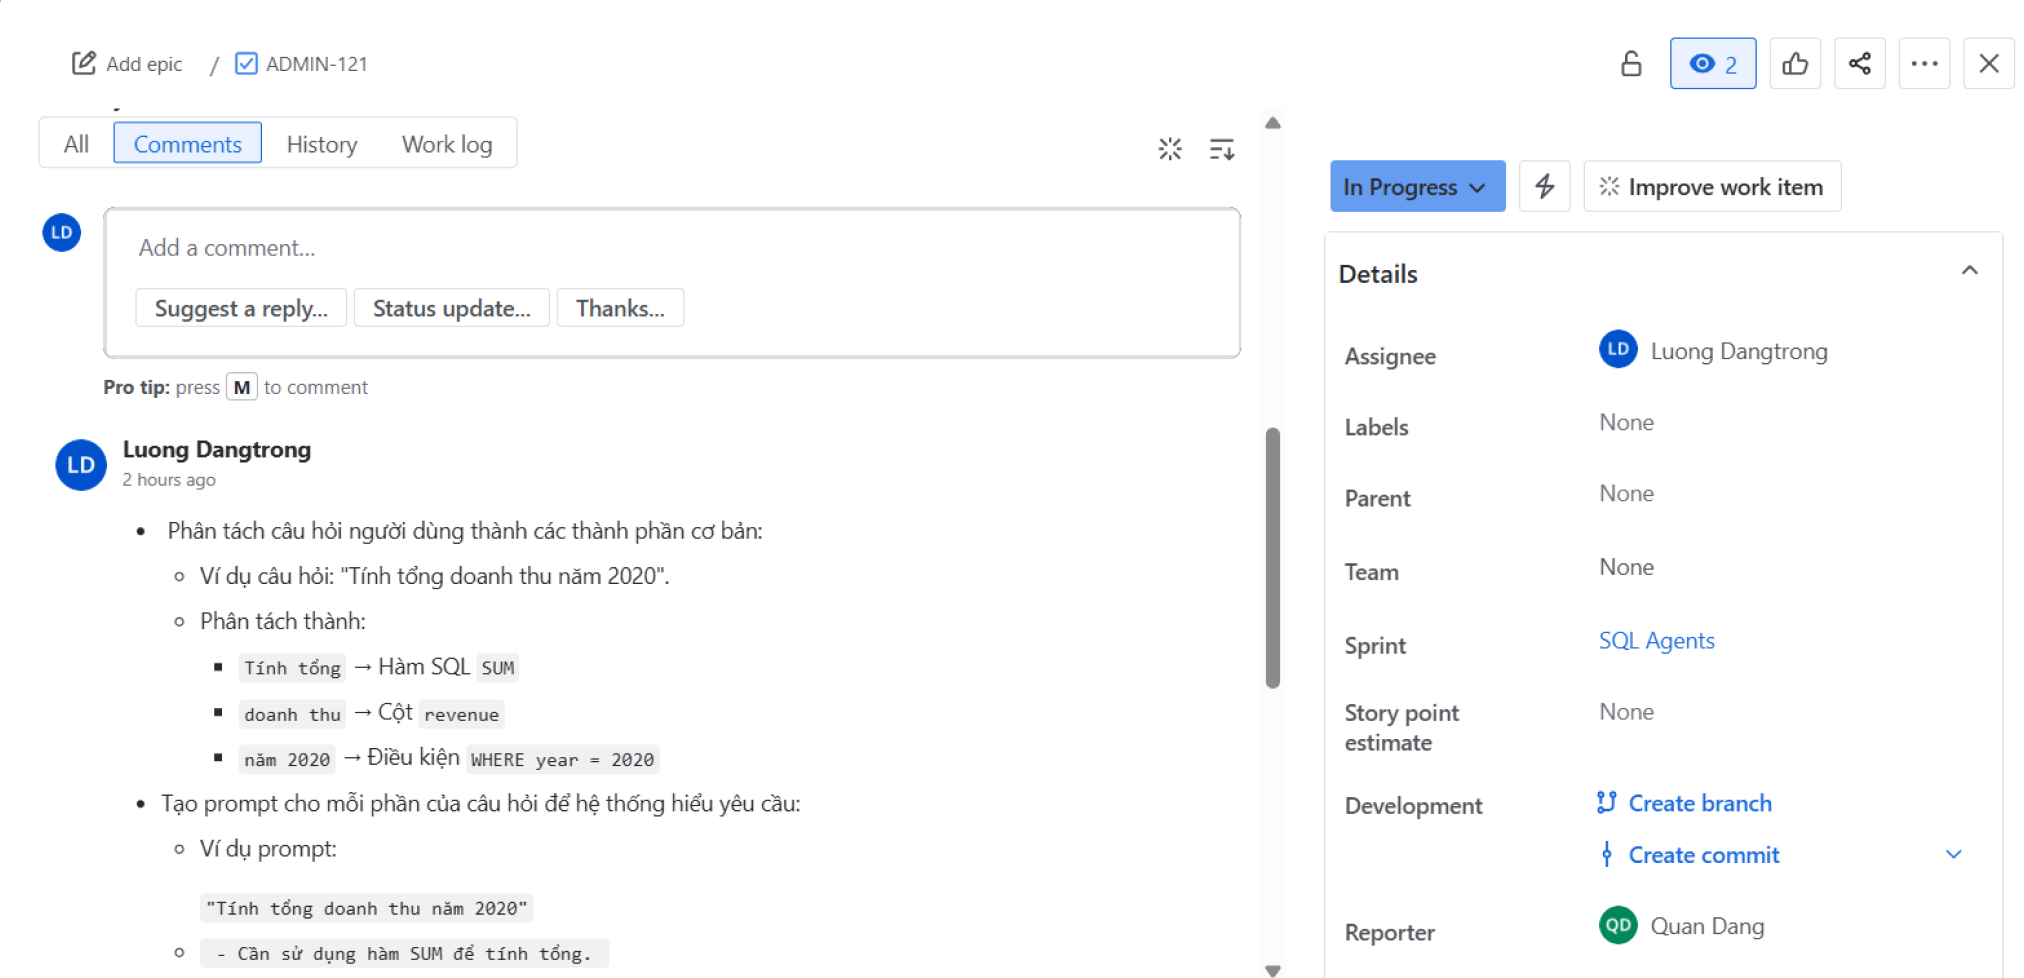 Add epic / ADMIN-121
2
All Comments History Work log
LD
Add a comment...
Suggest a reply... Status update... Thanks...
Pro tip: press M to comment
LD
Luong Dangtrong
2 hours ago
• Phân tách câu hỏi người dùng thành các thành phần cơ bản:
Ví dụ câu hỏi: "Tính tổng doanh thu năm 2020".
Phân tách thành:
Tính tổng → Hàm SQL SUM
doanh thu → Cột revenue
năm 2020 → Điều kiện WHERE year = 2020
• Tạo prompt cho mỗi phần của câu hỏi để hệ thống hiểu yêu cầu:
Ví dụ prompt:
"Tính tổng doanh thu năm 2020"
- Cần sử dụng hàm SUM để tính tổng.
In Progress
Improve work item
Details
Assignee
LD Luong Dangtrong
Labels
None
Parent
None
Team
None
Sprint
SQL Agents
Story point
estimate
None
Development
Create branch
Create commit
Reporter
QD Quan Dang